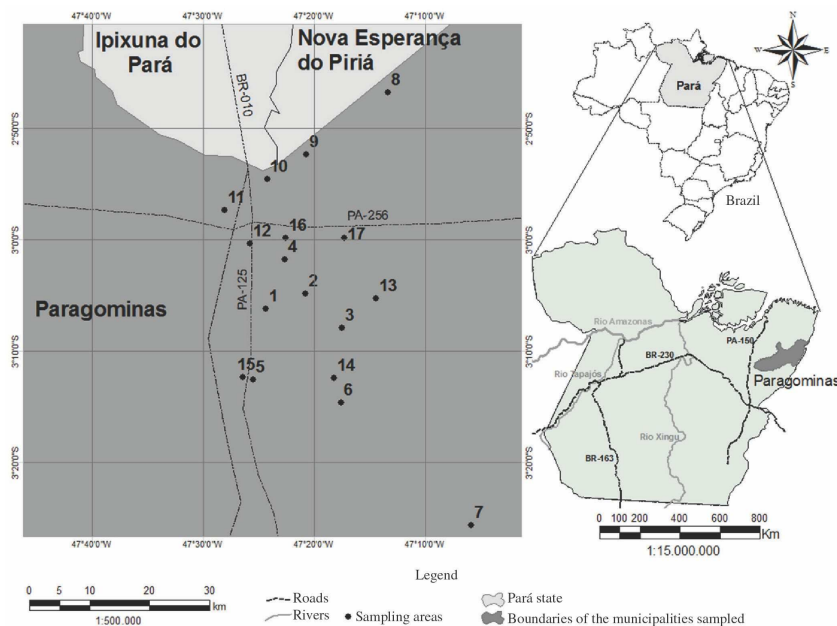 47°40'0"W 47°30'0"W 47°20'0"W 47°10'0"W
Ipixuna do
Pará
Nova Esperança
do Piriá
BR-010
8
9
10
11
PA-256
12
16
17
4
PA-125
2
13
1
3
Paragominas
15
5
14
6
7
2°50'0"S
3°00'0"S
3°10'0"S
3°20'0"S
2°50'0"S
3°00'0"S
3°10'0"S
3°20'0"S
47°40'0"W 47°30'0"W 47°20'0"W 47°10'0"W
0 5 10 20 30
km
1:500.000
N
W E
S
Pará
Brazil
Rio Amazonas
PA-150
BR-230
Rio Tapajós
Paragominas
Rio Xingu
BR-163
0 100 200 400 600 800
Km
1:15.000.000
Legend
Roads
Rivers
Sampling areas
Pará state
Boundaries of the municipalities sampled